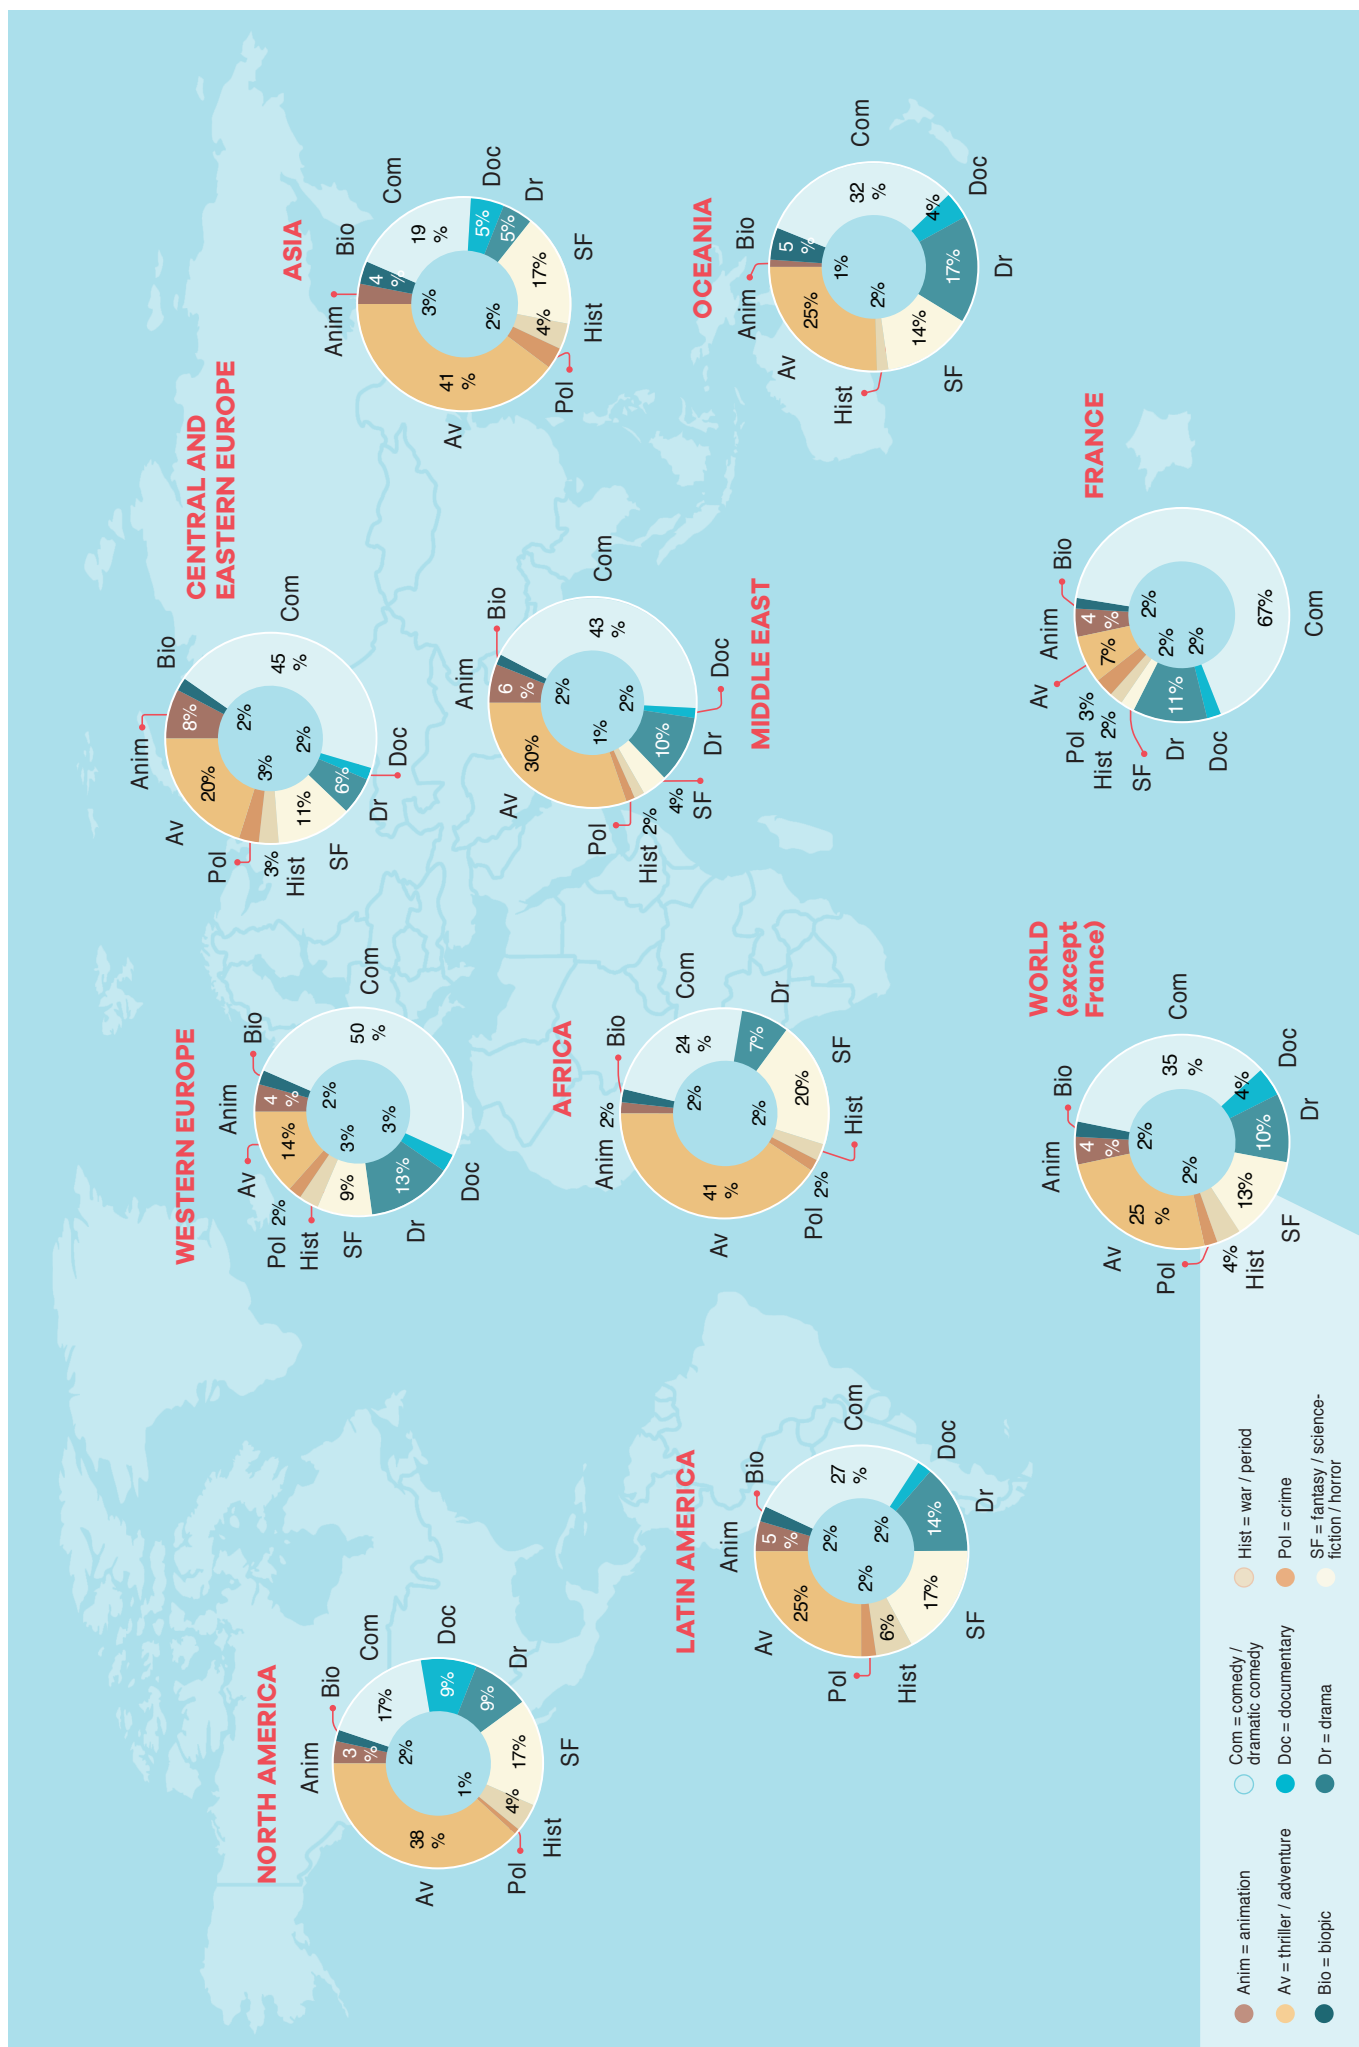 NORTH AMERICA
Anim
3
%
Bio
2%
Com
17%
Doc
9%
Dr
9%
SF
17%
Hist
4%
Pol
1%
Av
38
%
WESTERN EUROPE
Anim
4
%
Bio
2%
Com
50
%
Doc
3%
Dr
13%
SF
9%
Hist
3%
Pol 2%
Av
14%
CENTRAL AND
EASTERN EUROPE
Anim
8%
Bio
2%
Com
45
%
Doc
2%
Dr
6%
SF
11%
Hist
3%
Pol
3%
Av
20%
ASIA
Anim
3%
Bio
4
%
Com
19
%
Doc
5%
Dr
5%
SF
17%
Hist
4%
Pol
2%
Av
41
%
LATIN AMERICA
Anim
5
%
Bio
2%
Com
27
%
Doc
2%
Dr
14%
SF
17%
Hist
6%
Pol
2%
Av
25%
AFRICA
Anim 2%
Bio
2%
Com
24
%
Dr
7%
SF
20%
Hist
2%
Pol 2%
Av
41
%
MIDDLE EAST
Anim
6
%
Bio
2%
Com
43
%
Doc
2%
Dr
10%
SF
4%
Hist 2%
Pol
1%
Av
30%
OCEANIA
Anim
1%
Bio
5
%
Com
32
%
Doc
4%
Dr
17%
SF
14%
Hist
2%
Av
25%
WORLD
(except
France)
Anim
4
%
Bio
2%
Com
35
%
Doc
4%
Dr
10%
SF
13%
Hist
4%
Pol
2%
Av
25
%
FRANCE
Anim
4
%
Bio
2%
Com
67%
Doc
2%
Dr
11%
SF
2%
Hist 2%
Pol 3%
Av
7%
Anim = animation
Av = thriller / adventure
Bio = biopic
Com = comedy /
dramatic comedy
Doc = documentary
Dr = drama
Hist = war / period
Pol = crime
SF = fantasy / science-
fiction / horror